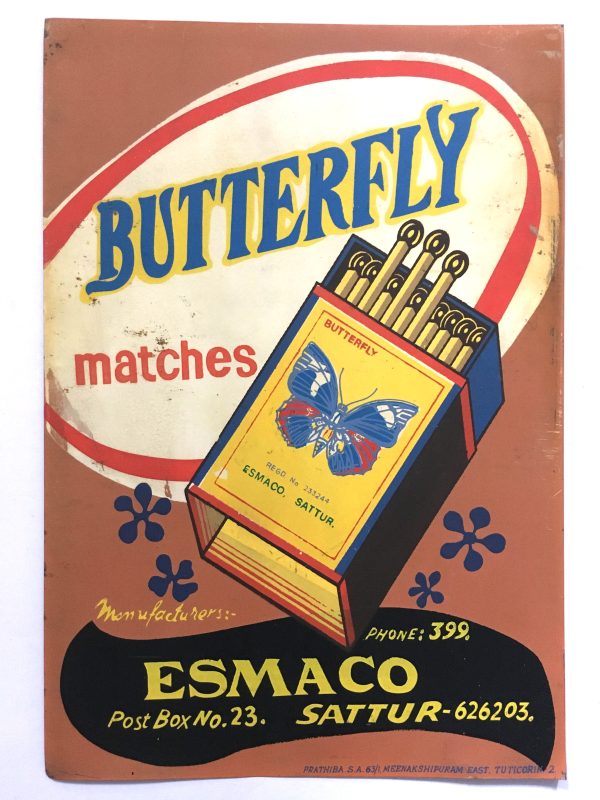 BUTTERFLY
matches
BUTTERFLY
REGD. No 233244
ESMACO, SATTUR.
Manufacturers:-
PHONE: 399.
ESMACO
Post Box No. 23. SATTUR-626203.
PRATHIBA. S.A. 63/1, MEENAKSHIPURAM EAST, TUTICORIN 2